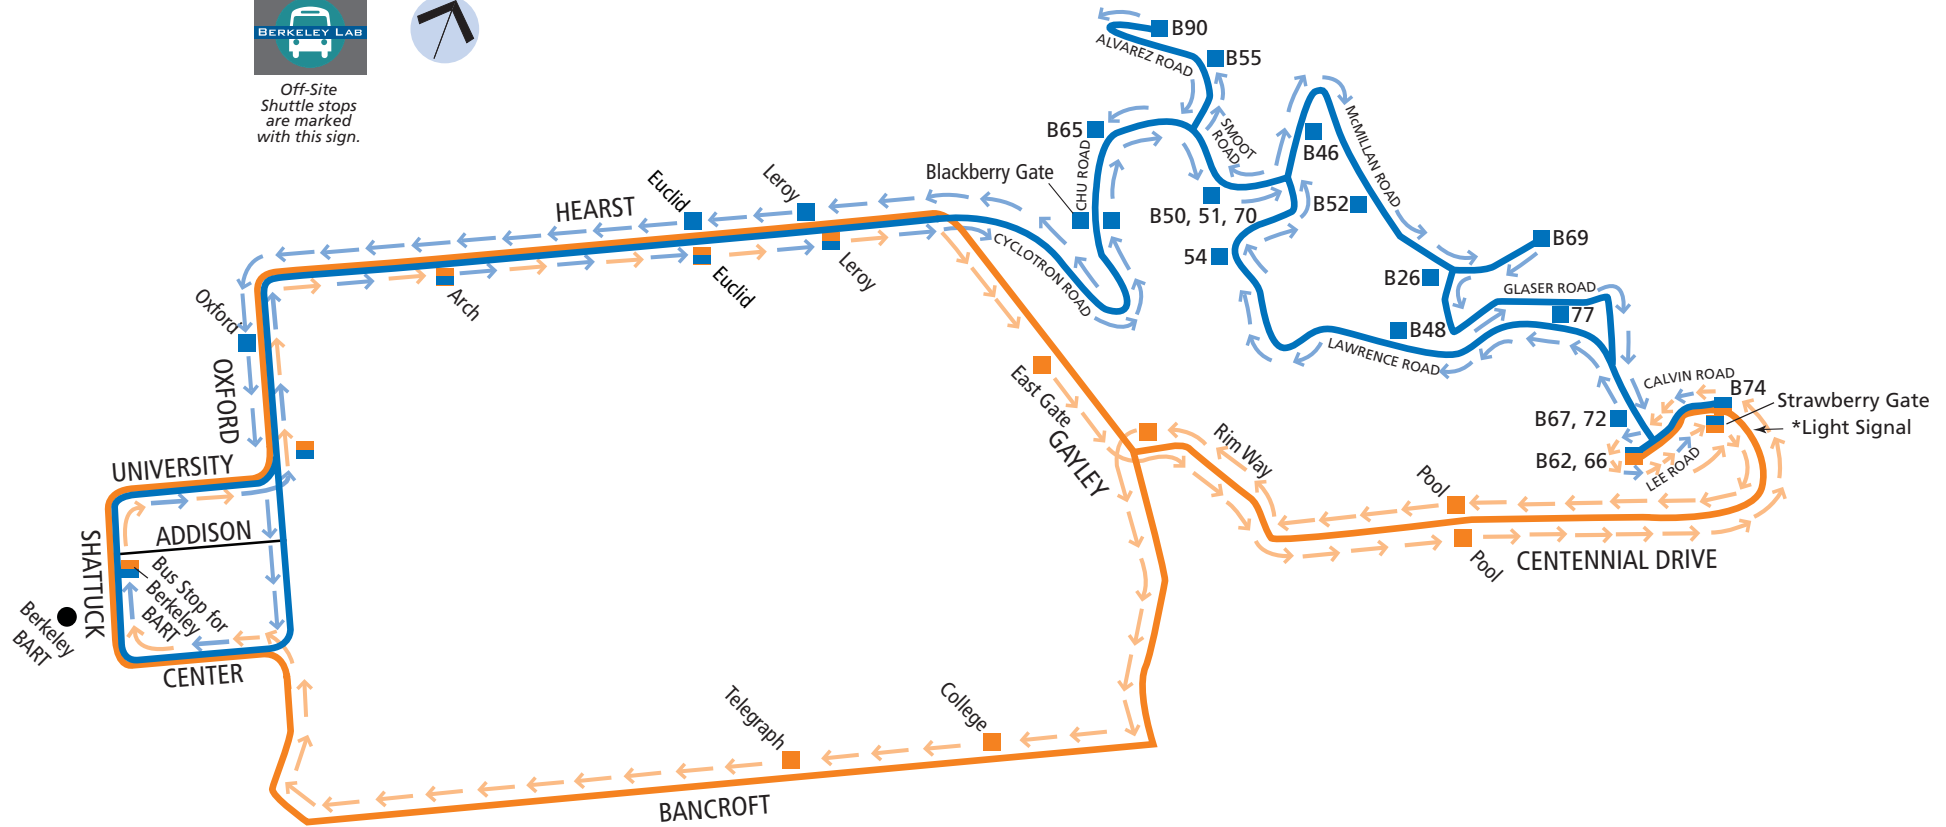 BERKELEY LAB
Off-Site
Shuttle stops
are marked
with this sign.
B90
ALVAREZ ROAD
B55
B65
SMOOT
ROAD
McMILLAN ROAD
B46
Blackberry Gate
CHU ROAD
B50, 51, 70
B52
54
B69
B26
GLASER ROAD
77
B48
LAWRENCE ROAD
CALVIN ROAD
B74
Strawberry Gate
*Light Signal
B67, 72
B62, 66
LEE ROAD
HEARST
Euclid
Leroy
CYCLOTRON ROAD
Arch
Euclid
Leroy
Oxford
OXFORD
East Gate
GAYLEY
Rim Way
Pool
Pool
CENTENNIAL DRIVE
UNIVERSITY
ADDISON
SHATTUCK
Bus Stop for
Berkeley
BART
Berkeley
BART
CENTER
Telegraph
College
BANCROFT